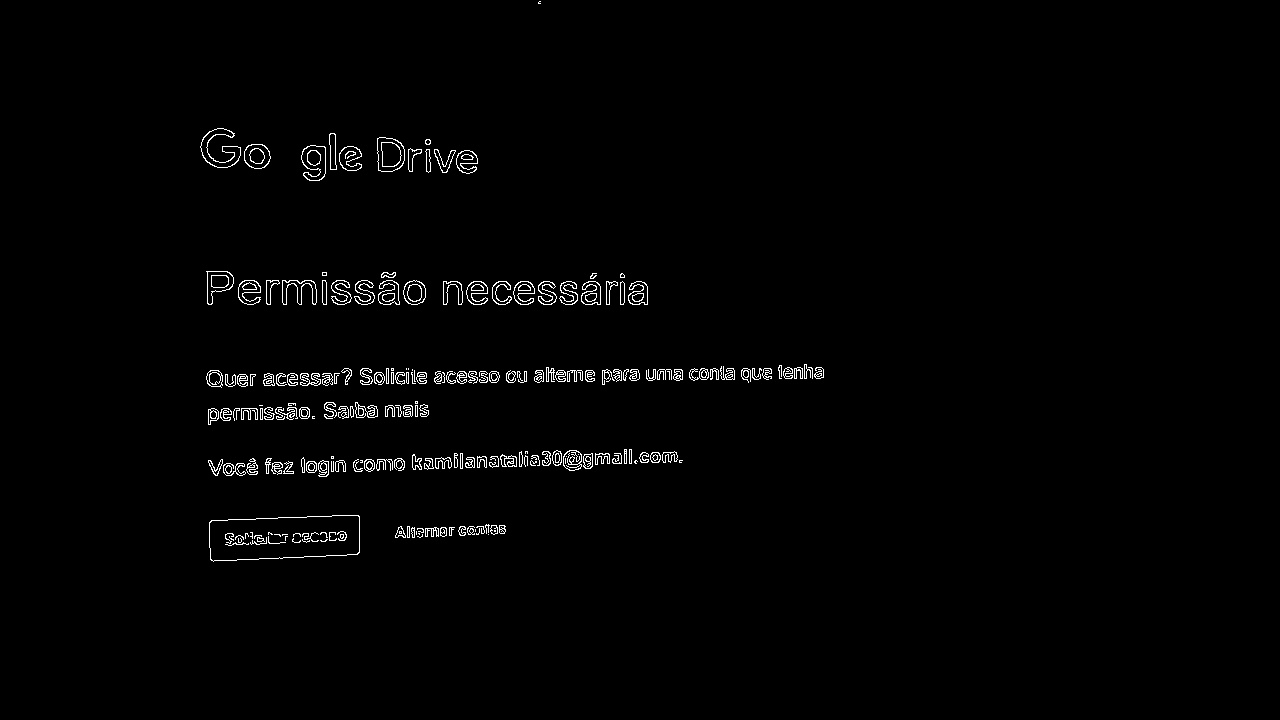 Go gle Drive
Permissão necessária
Quer acessar? Solicite acesso ou alterne para uma conta que tenha
permissão. Saiba mais
Você fez login como kamilanatalia30@gmail.com.
Solicitar acesso
Alternar contas